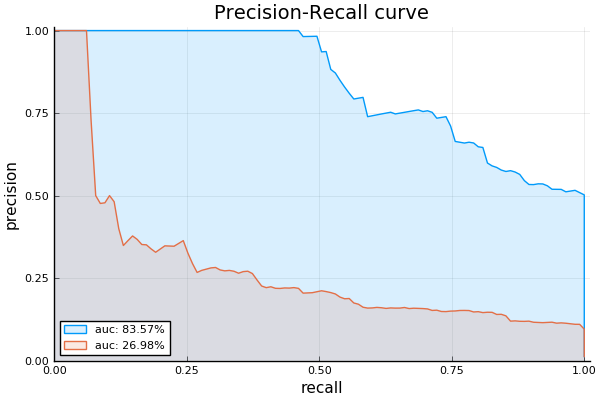 Precision-Recall curve
precision
1.00
0.75
0.50
0.25
0.00
auc: 83.57%
auc: 26.98%
0.00 0.25 0.50 0.75 1.00
recall